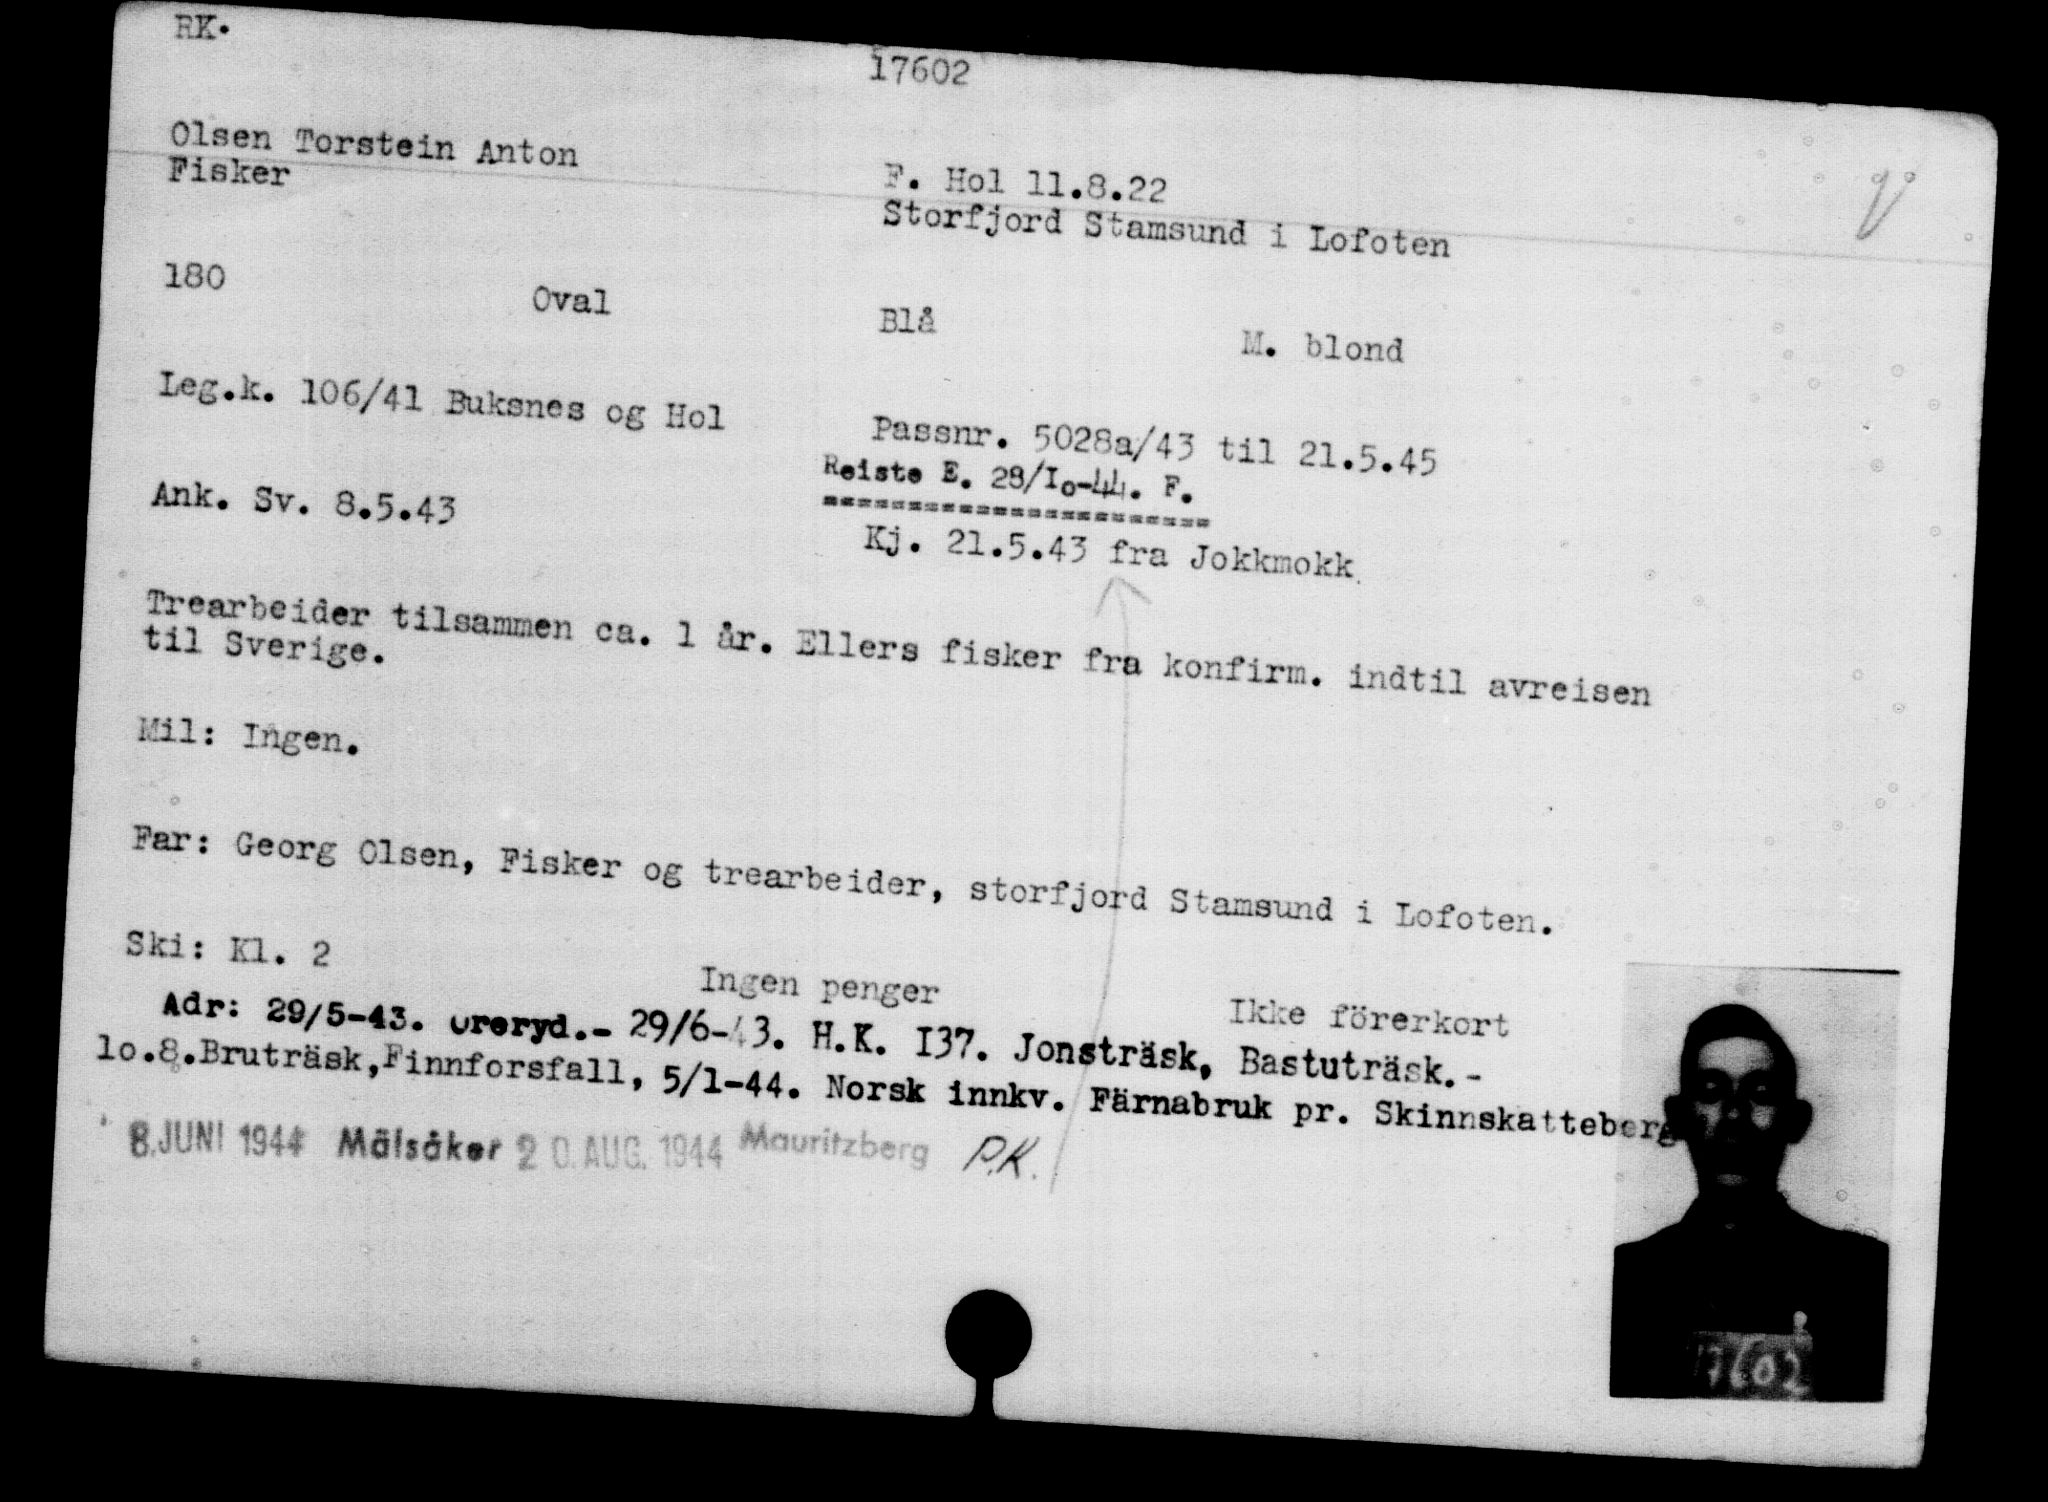 RK.
17602
Olsen Torstein Anton
Fisker
F. Hol 11.8.22
Storfjord Stamsund i Lofoten
180
Oval
Blå
M. blond
Leg.k. 106/41 Buksnes og Hol
Passnr. 5028a/43 til 21.5.45
Reiste E. 28/Io-44. F.
=======================
Ank. Sv. 8.5.43
Kj. 21.5.43 fra Jokkmokk.
Trearbeider tilsammen ca. 1 år. Ellers fisker fra konfirm. indtil avreisen
til Sverige.
Mil: Ingen.
Far: Georg Olsen, Fisker og trearbeider, storfjord Stamsund i Lofoten.
Ski: Kl. 2
Ingen penger
Ikke förerkort
Adr: 29/5-43. Öreryd.- 29/6-43. H.K. I37. Jonsträsk, Bastuträsk.-
lo.8.Bruträsk,Finnforsfall, 5/1-44. Norsk innkv. Färnabruk pr. Skinnskatteberg
8. JUNI 1944 Mälsåker 20. AUG. 1944 Mauritzberg P.K.
17602